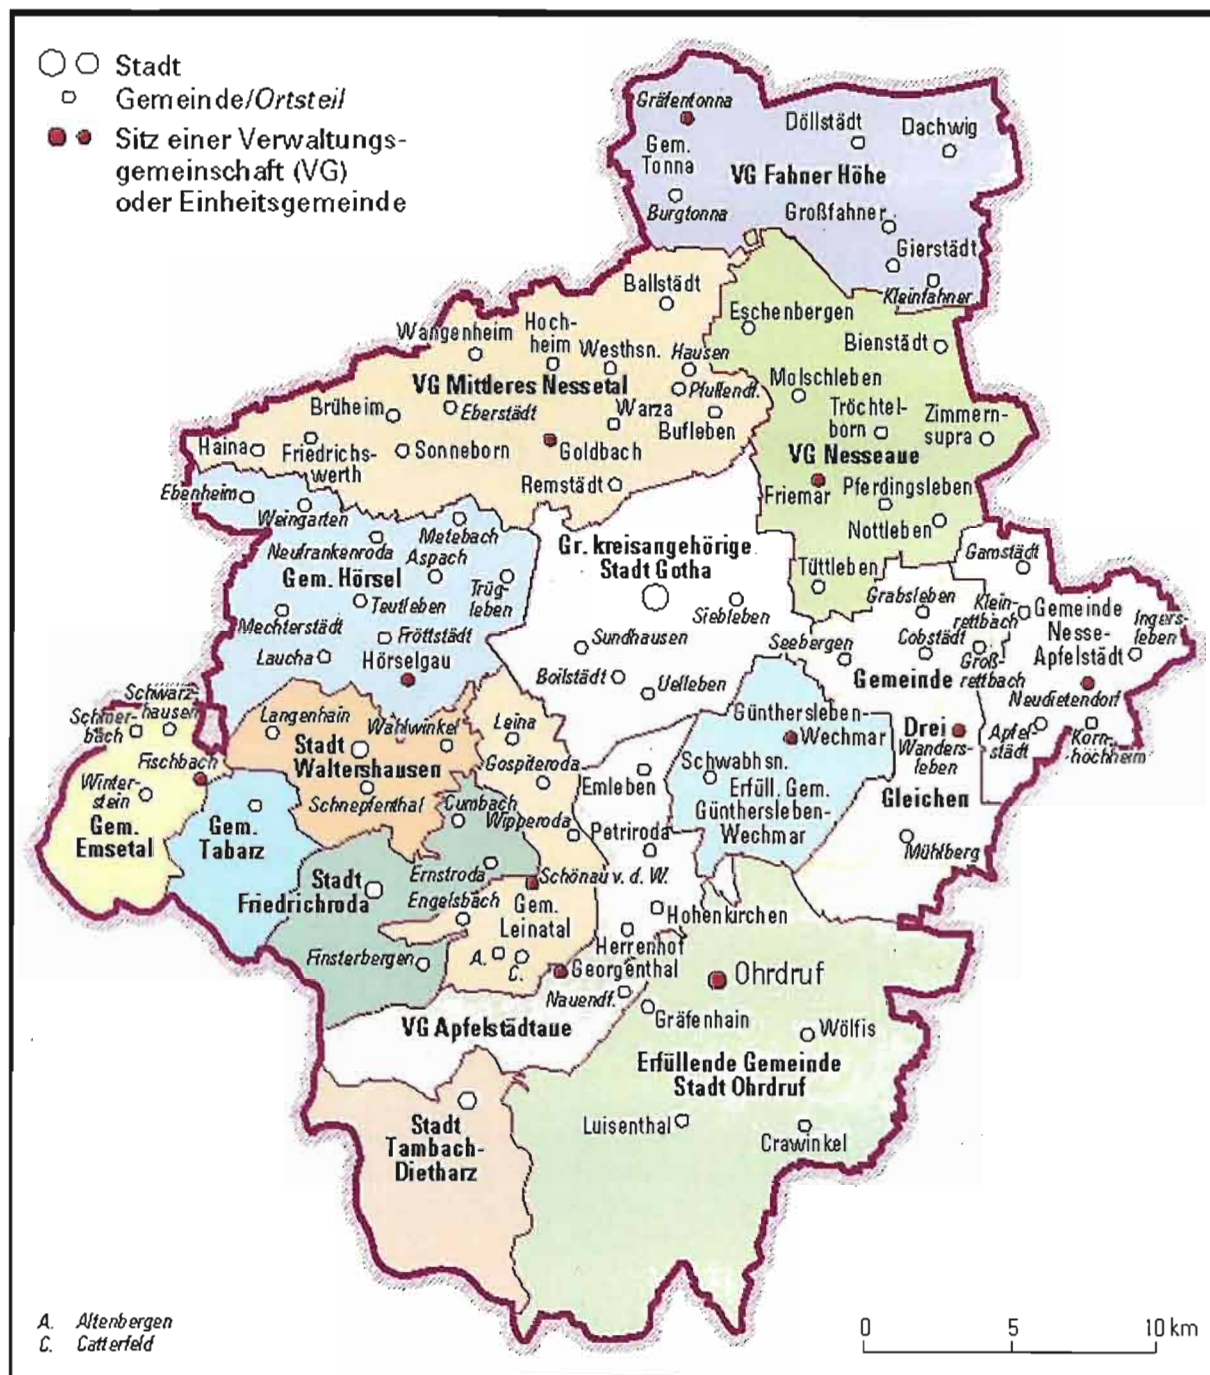 Stadt
Gemeinde/Ortsteil
Sitz einer Verwaltungs-
gemeinschaft (VG)
oder Einheitsgemeinde
Gräfentonna
Döllstädt
Dachwig
Gem.
Tonna
VG Fahner Höhe
Burgtonna
Großfahner
Gierstädt
Kleinfahner
Ballstädt
Eschenbergen
Bienstädt
Wangenheim
Hoch-
heim
Westhsn.
Hausen
VG Mittleres Nessetal
Pfullendf.
Molschleben
Brüheim
Eberstädt
Warza
Bufleben
Tröchtel-
born
Zimmern-
supra
Haina
Friedrichs-
werth
Sonneborn
Goldbach
VG Nesseaue
Remstädt
Friemar
Pferdingsleben
Nottleben
Ebenheim
Weingarten
Metebach
Neufrankenroda
Aspach
Gem. Hörsel
Teutleben
Trüg-
leben
Mechterstädt
Fröttstädt
Laucha
Hörselgau
Gr. kreisangehörige
Stadt Gotha
Siebleben
Sundhausen
Boilstädt
Uelleben
Tüttleben
Gamstädt
Grabsleben
Klein-
rettbach
Gemeinde
Nesse-
Apfelstädt
Ingers-
leben
Seebergen
Cobstädt
Groß-
rettbach
Gemeinde
Neudietendorf
Drei
Wanders-
leben
Gleichen
Apfel-
städt
Korn-
hochheim
Mühlberg
Schwarz-
hausen
Schmer-
bach
Fischbach
Winter-
stein
Gem.
Emsetal
Langenhain
Wahlwinkel
Stadt
Waltershausen
Schnepfenthal
Leina
Gospiteroda
Gem.
Tabarz
Cumbach
Wipperoda
Emleben
Petriroda
Günthersleben-
Wechmar
Schwabhsn.
Erfüll. Gem.
Günthersleben-
Wechmar
Stadt
Friedrichroda
Ernstroda
Schönau v. d. W.
Engelsbach
Gem.
Leinatal
A.
C.
Finsterbergen
Hohenkirchen
Herrenhof
Georgenthal
Nauendf.
VG Apfelstädtaue
Ohrdruf
Gräfenhain
Wölfis
Erfüllende Gemeinde
Stadt Ohrdruf
Luisenthal
Crawinkel
Stadt
Tambach-
Dietharz
A. Altenbergen
C. Catterfeld
0 5 10 km